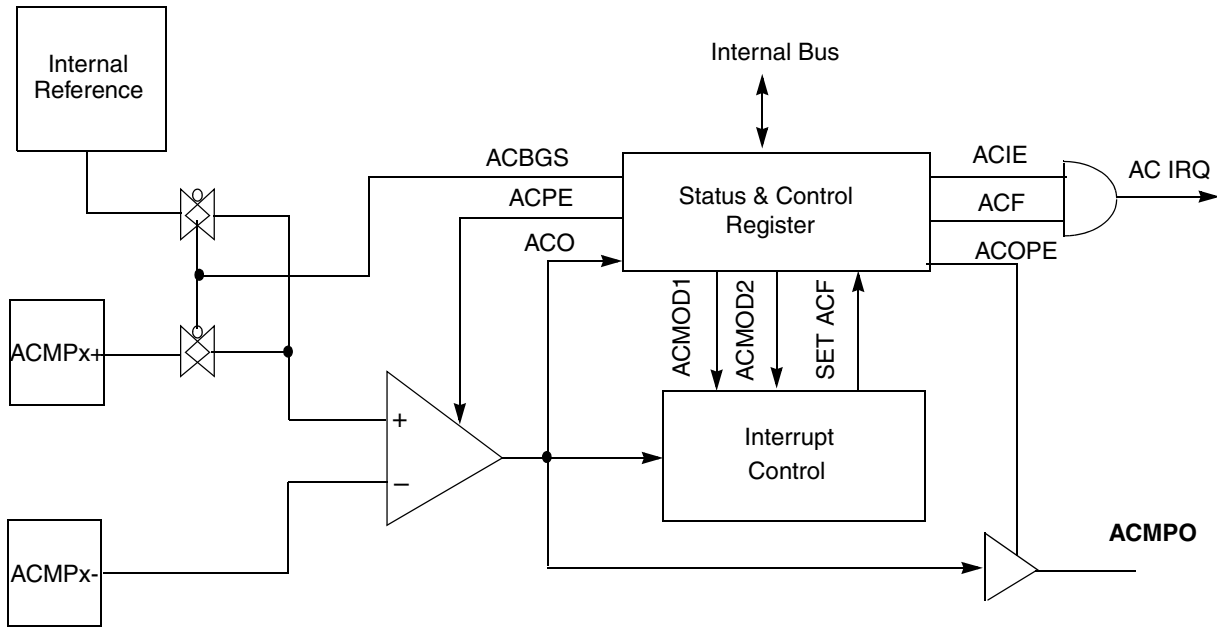 Internal
Reference
Internal Bus
ACBGS
ACPE
ACO
Status & Control
Register
ACIE
ACF
ACOPE
AC IRQ
ACMPx+
ACMOD1
ACMOD2
SET ACF
+
–
Interrupt
Control
ACMPx-
ACMPO